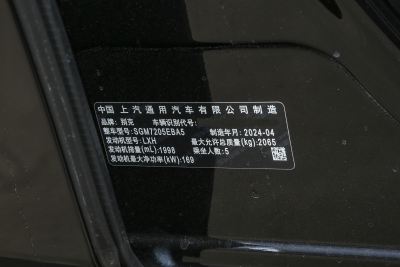 中国 上汽通用汽车有限公司制造
品牌: 别克 车辆识别代号:
整车型号:SGM7205EBA5 制造年月: 2024-04
发动机型号:LXH 最大允许总质量(kg): 2065
发动机排量(mL): 1998 乘坐人数:5
发动机最大净功率(kW): 169